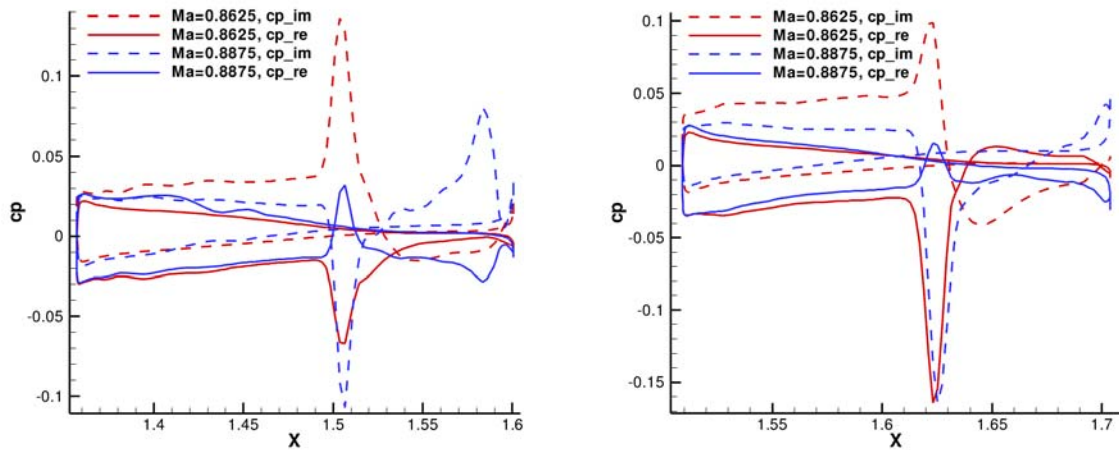 Ma=0.8625, cp_im
Ma=0.8625, cp_re
Ma=0.8875, cp_im
Ma=0.8875, cp_re
0.1
0.05
0
-0.05
-0.1
cp
1.4 1.45 1.5 1.55 1.6
X
Ma=0.8625, cp_im
Ma=0.8625, cp_re
Ma=0.8875, cp_im
Ma=0.8875, cp_re
0.1
0.05
0
-0.05
-0.1
-0.15
cp
1.55 1.6 1.65 1.7
X